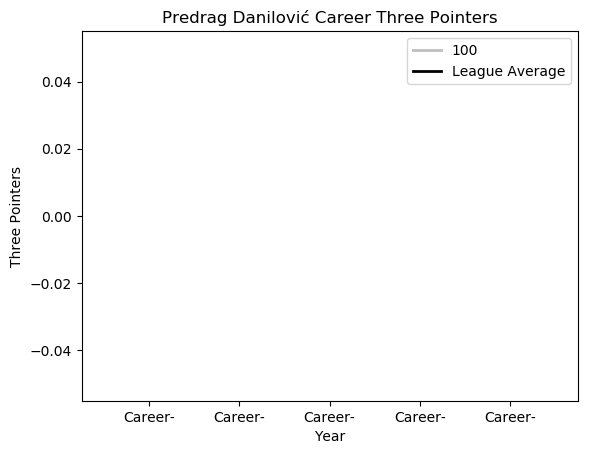 Predrag Danilović Career Three Pointers
100
League Average
0.04
0.02
0.00
−0.02
−0.04
Three Pointers
Career-
Career-
Career-
Career-
Career-
Year